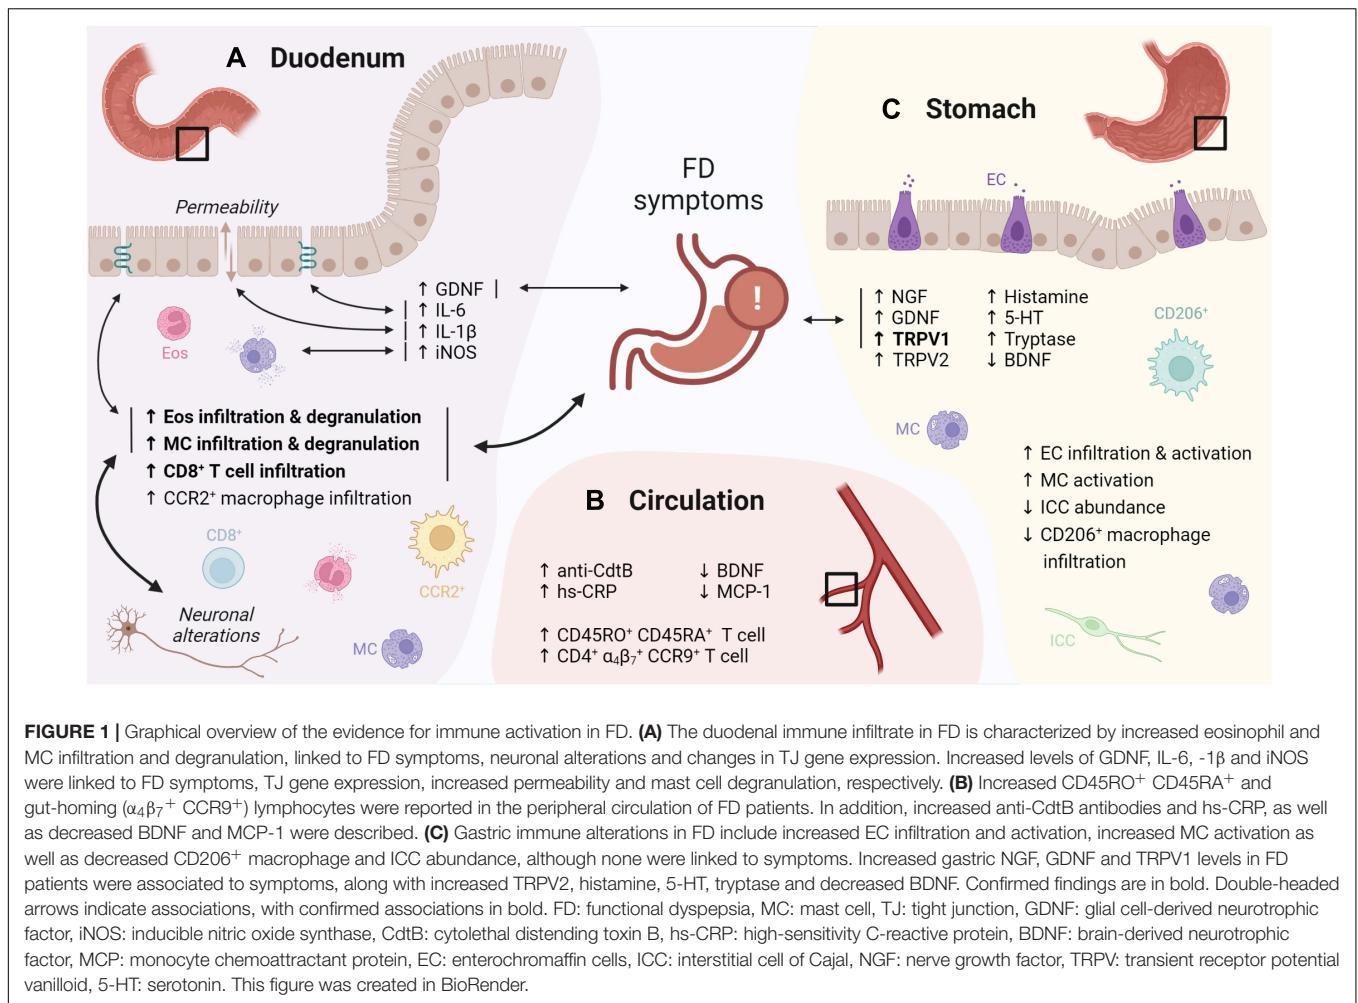 A Duodenum
Permeability
↑ GDNF
↑ IL-6
↑ IL-1β
↑ iNOS
Eos
↑ Eos infiltration & degranulation
↑ MC infiltration & degranulation
↑ CD8⁺ T cell infiltration
↑ CCR2⁺ macrophage infiltration
CD8⁺
CCR2⁺
Neuronal
alterations
MC
FD
symptoms
!
B Circulation
↑ anti-CdtB ↓ BDNF
↑ hs-CRP ↓ MCP-1
↑ CD45RO⁺ CD45RA⁺ T cell
↑ CD4⁺ α₄β₇⁺ CCR9⁺ T cell
C Stomach
EC
↑ NGF ↑ Histamine
↑ GDNF ↑ 5-HT
↑ TRPV1 ↑ Tryptase
↑ TRPV2 ↓ BDNF
CD206⁺
MC
↑ EC infiltration & activation
↑ MC activation
↓ ICC abundance
↓ CD206⁺ macrophage
infiltration
ICC
FIGURE 1 | Graphical overview of the evidence for immune activation in FD. (A) The duodenal immune infiltrate in FD is characterized by increased eosinophil and
MC infiltration and degranulation, linked to FD symptoms, neuronal alterations and changes in TJ gene expression. Increased levels of GDNF, IL-6, -1β and iNOS
were linked to FD symptoms, TJ gene expression, increased permeability and mast cell degranulation, respectively. (B) Increased CD45RO⁺ CD45RA⁺ and
gut-homing (α₄β₇⁺ CCR9⁺) lymphocytes were reported in the peripheral circulation of FD patients. In addition, increased anti-CdtB antibodies and hs-CRP, as well
as decreased BDNF and MCP-1 were described. (C) Gastric immune alterations in FD include increased EC infiltration and activation, increased MC activation as
well as decreased CD206⁺ macrophage and ICC abundance, although none were linked to symptoms. Increased gastric NGF, GDNF and TRPV1 levels in FD
patients were associated to symptoms, along with increased TRPV2, histamine, 5-HT, tryptase and decreased BDNF. Confirmed findings are in bold. Double-headed
arrows indicate associations, with confirmed associations in bold. FD: functional dyspepsia, MC: mast cell, TJ: tight junction, GDNF: glial cell-derived neurotrophic
factor, iNOS: inducible nitric oxide synthase, CdtB: cytolethal distending toxin B, hs-CRP: high-sensitivity C-reactive protein, BDNF: brain-derived neurotrophic
factor, MCP: monocyte chemoattractant protein, EC: enterochromaffin cells, ICC: interstitial cell of Cajal, NGF: nerve growth factor, TRPV: transient receptor potential
vanilloid, 5-HT: serotonin. This figure was created in BioRender.